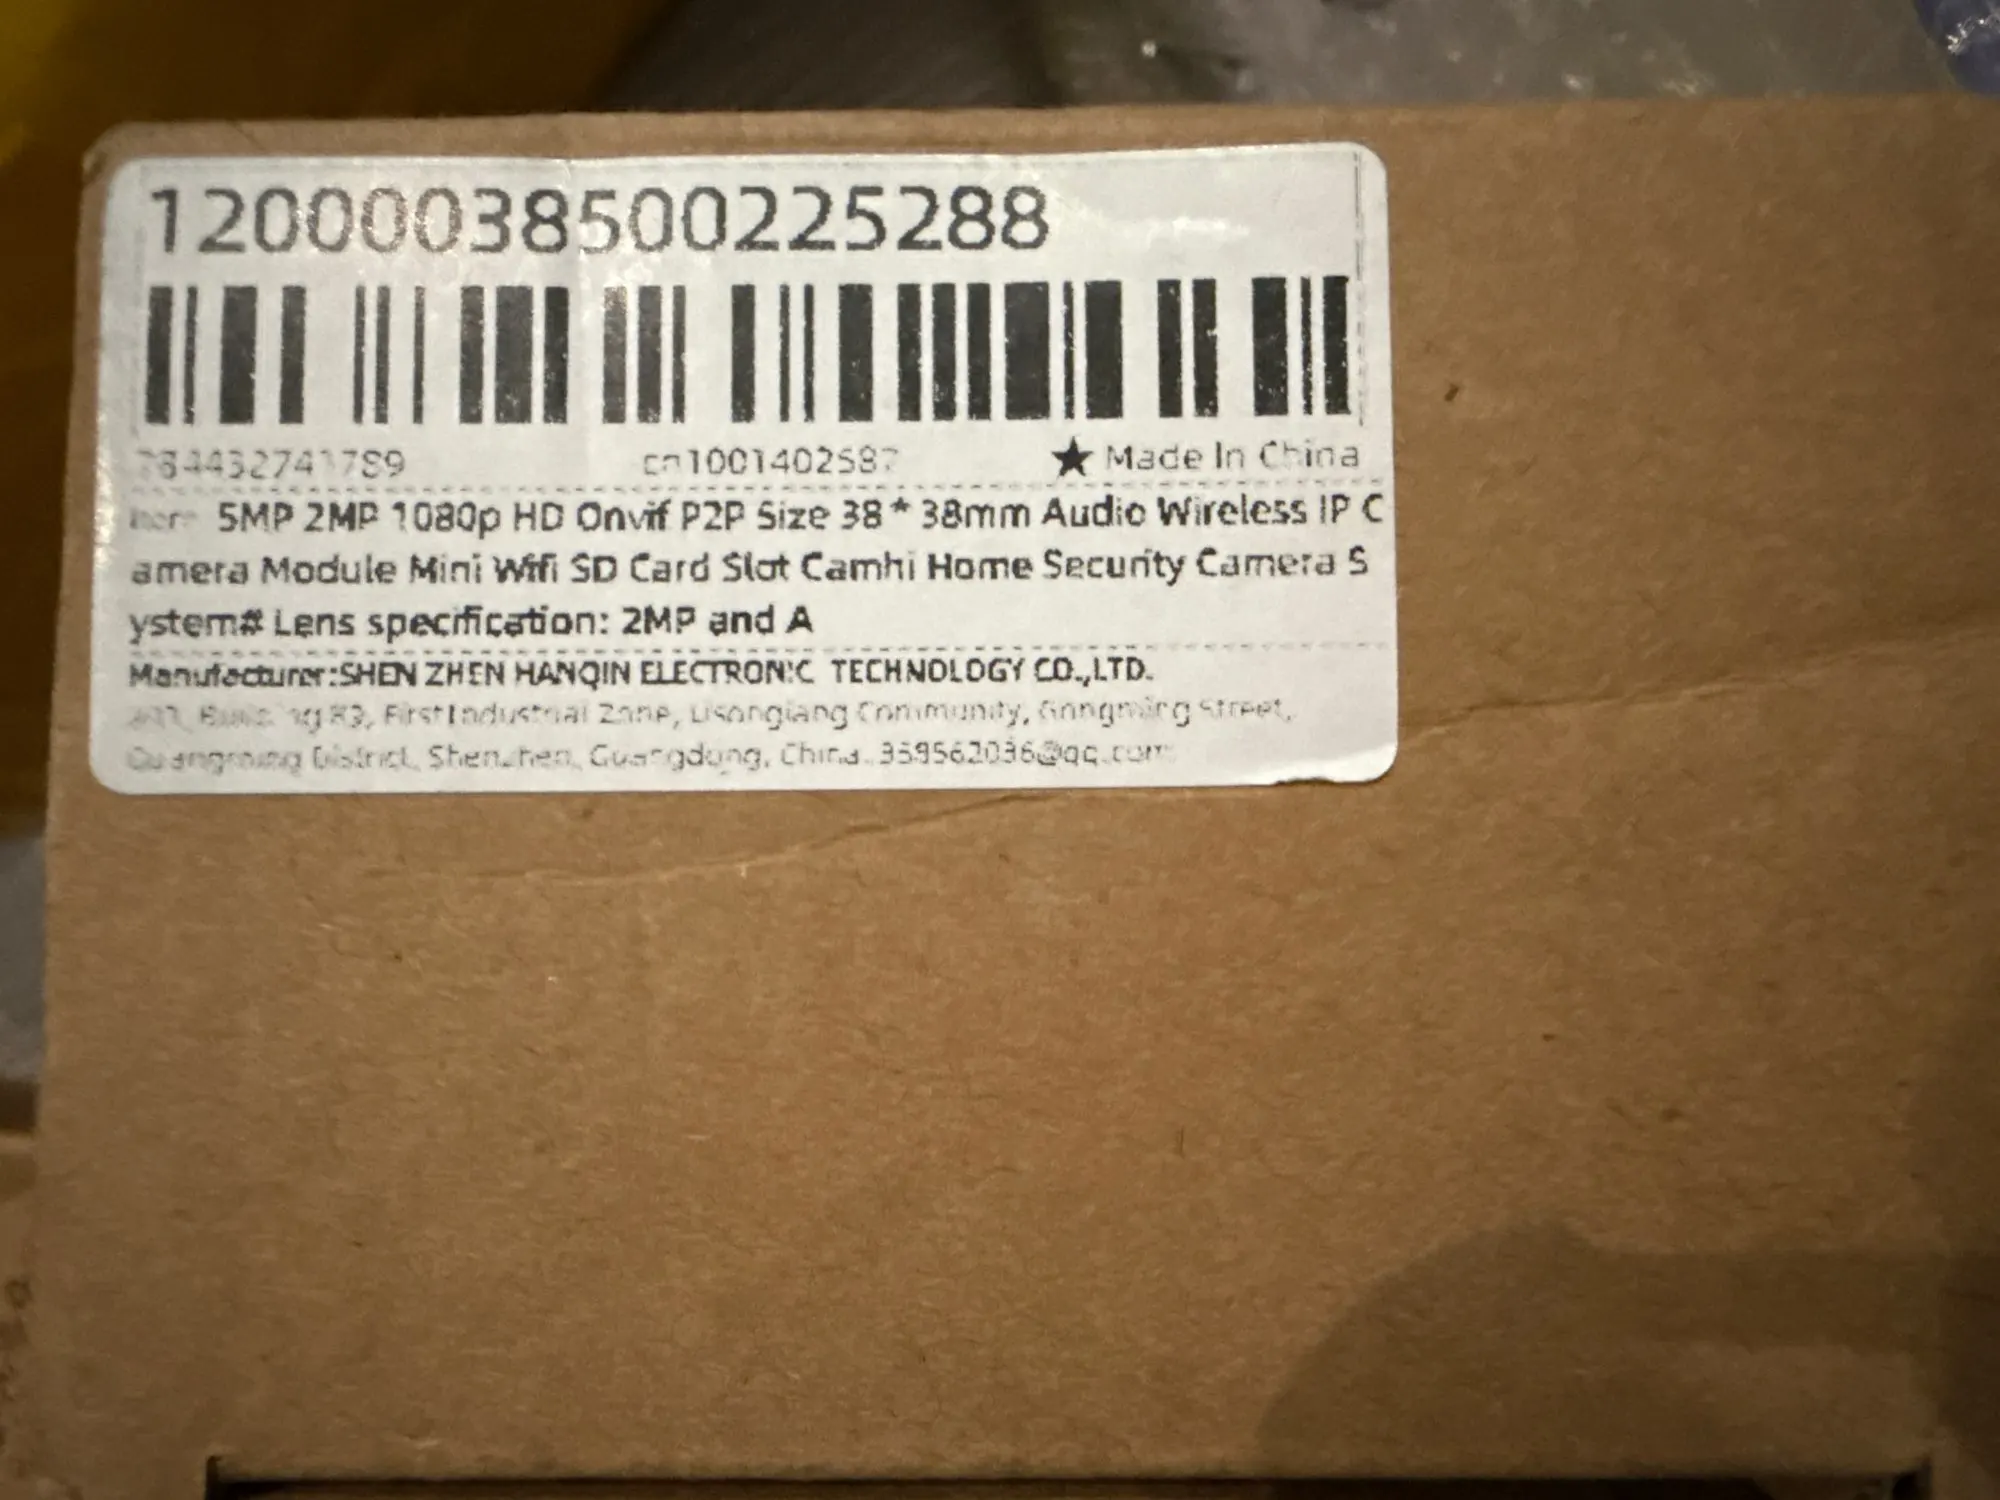 12000038500225288
★ Made In China
5MP 2MP 1080p HD Onvif P2P Size 38*38mm Audio Wireless IP C
amera Module Mini Wifi SD Card Slot Camhi Home Security Camera S
ystem# Lens specification: 2MP and A
Manufacturer:SHEN ZHEN HANQIN ELECTRONIC TECHNOLOGY CO.,LTD.
First Industrial Zone, Community, Street,
District, Shenzhen, Guangdong, China.